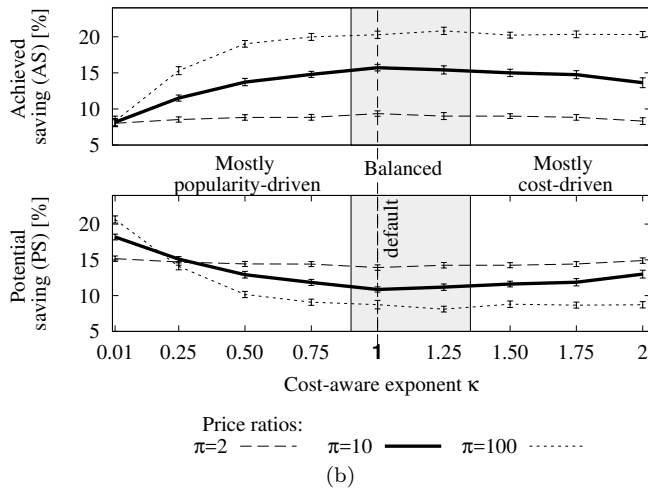 Achieved
saving (AS) [%]
20
15
10
5
Mostly
popularity-driven
Balanced
Mostly
cost-driven
Potential
saving (PS) [%]
20
15
10
5
default
0.01 0.25 0.50 0.75 1 1.25 1.50 1.75 2
Cost-aware exponent κ
Price ratios:
π=2 π=10 π=100
(b)